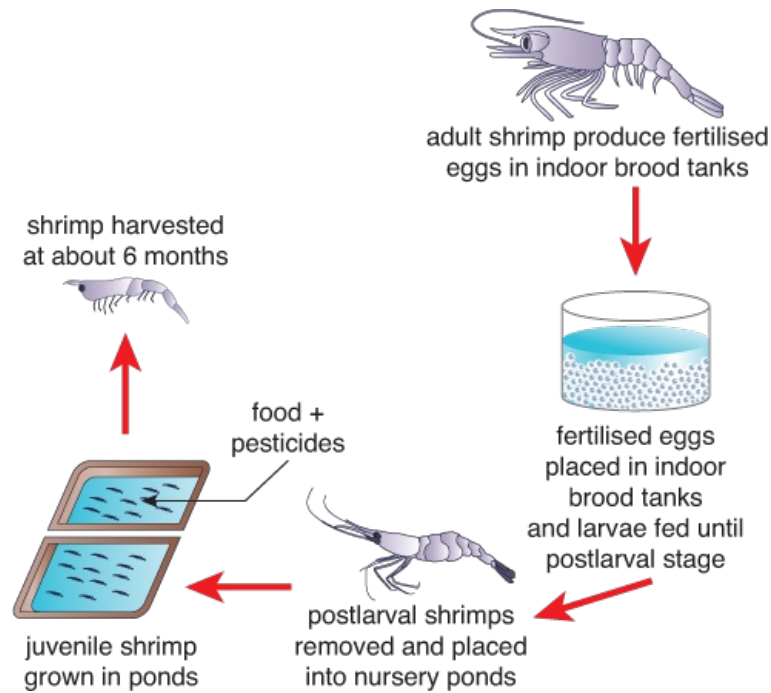 adult shrimp produce fertilised
eggs in indoor brood tanks
fertilised eggs
placed in indoor
brood tanks
and larvae fed until
postlarval stage
postlarval shrimps
removed and placed
into nursery ponds
food +
pesticides
juvenile shrimp
grown in ponds
shrimp harvested
at about 6 months